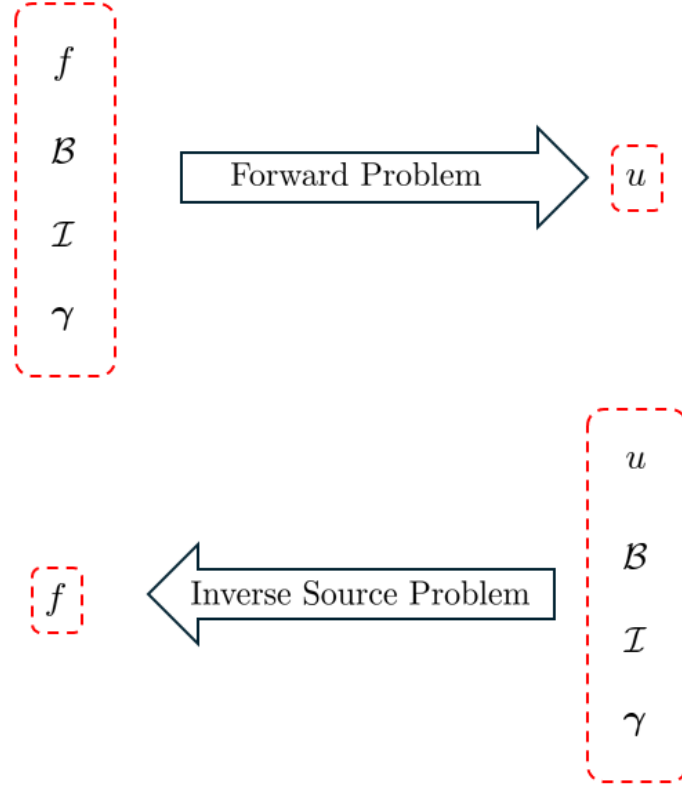 f
ℬ
ℐ
γ
Forward Problem
u
u
ℬ
ℐ
γ
Inverse Source Problem
f